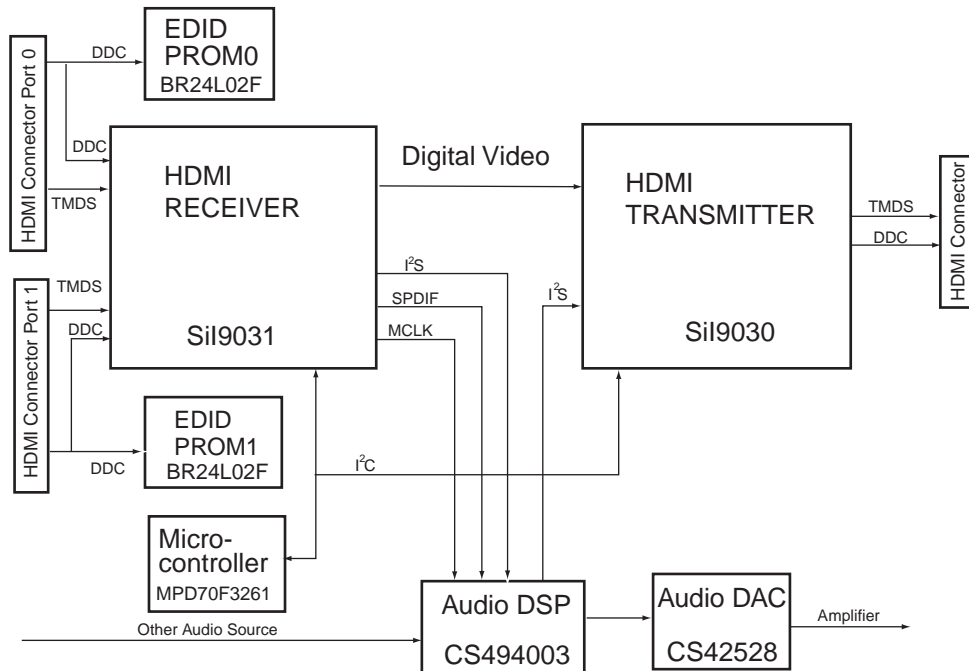 HDMI Connector Port 0
DDC
EDID
PROM0
BR24L02F
DDC
TMDS
HDMI
RECEIVER
SiI9031
Digital Video
HDMI
TRANSMITTER
SiI9030
TMDS
DDC
HDMI Connector
I²S
SPDIF
MCLK
I²S
HDMI Connector Port 1
TMDS
DDC
DDC
EDID
PROM1
BR24L02F
I²C
Micro-
controller
MPD70F3261
Other Audio Source
Audio DSP
CS494003
Audio DAC
CS42528
Amplifier